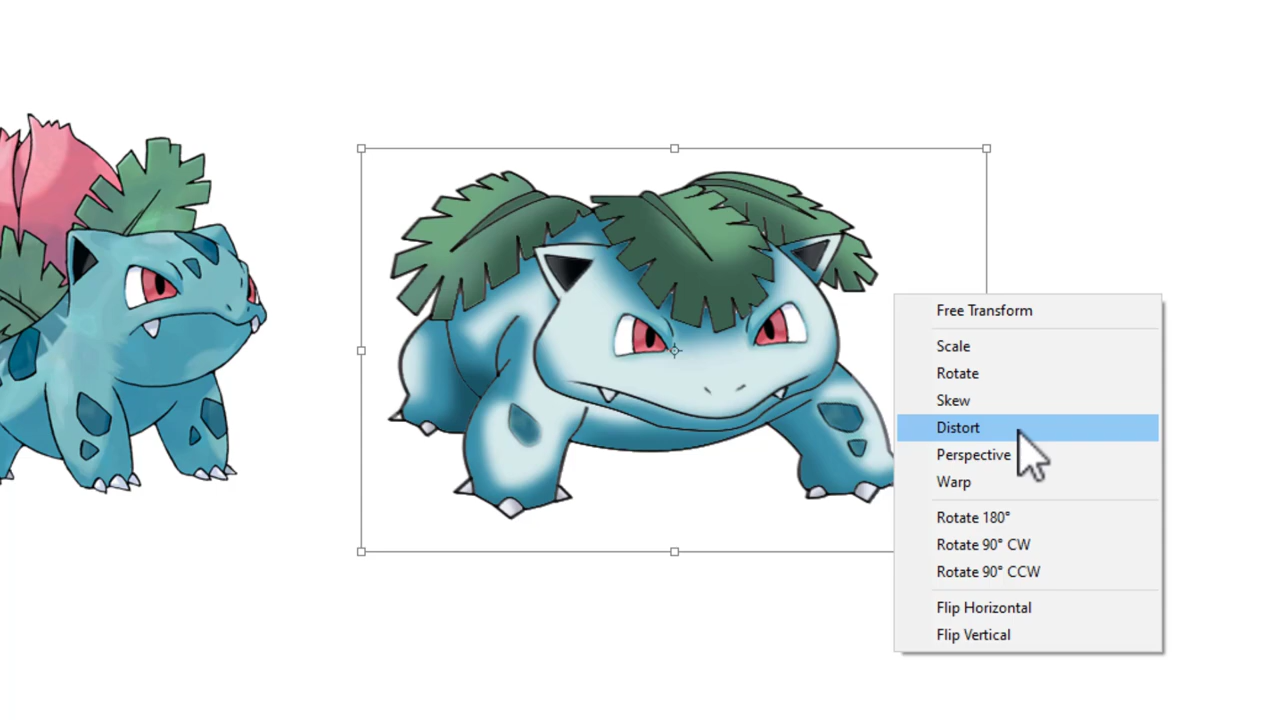 Free Transform
Scale
Rotate
Skew
Distort
Perspective
Warp
Rotate 180°
Rotate 90° CW
Rotate 90° CCW
Flip Horizontal
Flip Vertical